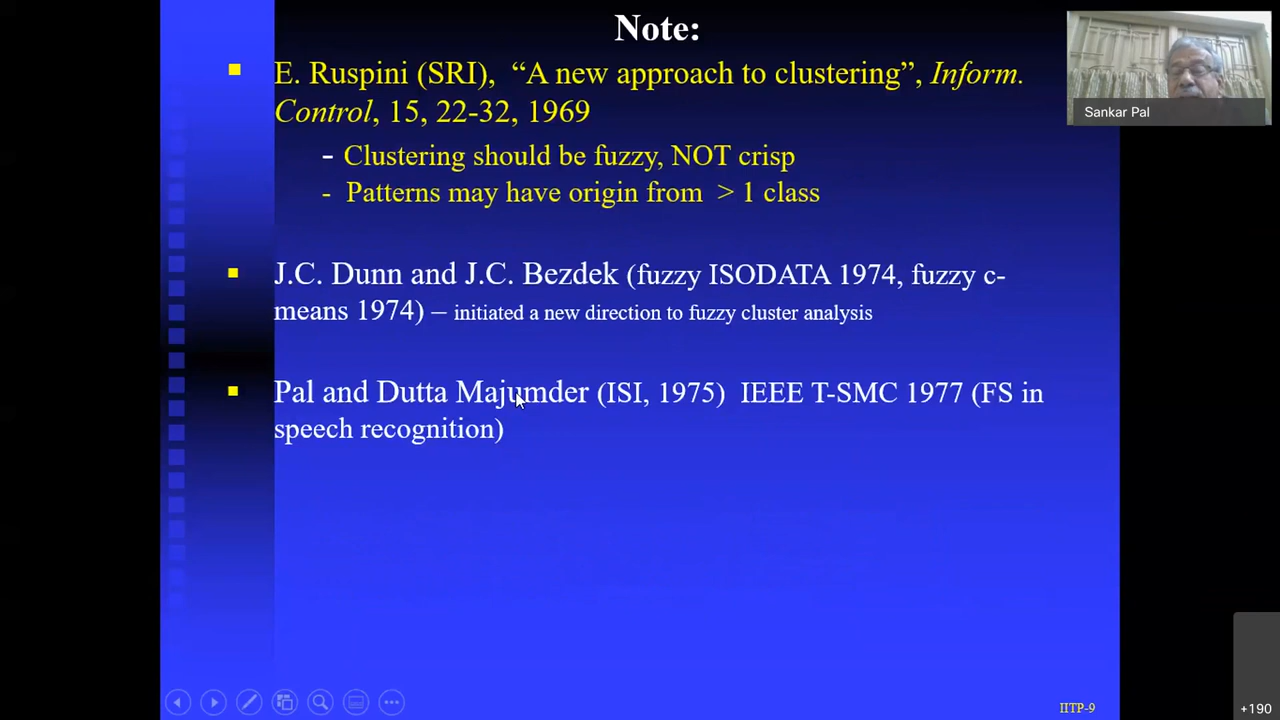 Note:
E. Ruspini (SRI), “A new approach to clustering”, Inform.
Control, 15, 22-32, 1969
- Clustering should be fuzzy, NOT crisp
- Patterns may have origin from > 1 class
J.C. Dunn and J.C. Bezdek (fuzzy ISODATA 1974, fuzzy c-
means 1974) – initiated a new direction to fuzzy cluster analysis
Pal and Dutta Majumder (ISI, 1975) IEEE T-SMC 1977 (FS in
speech recognition)
Sankar Pal
IITP-9
+190